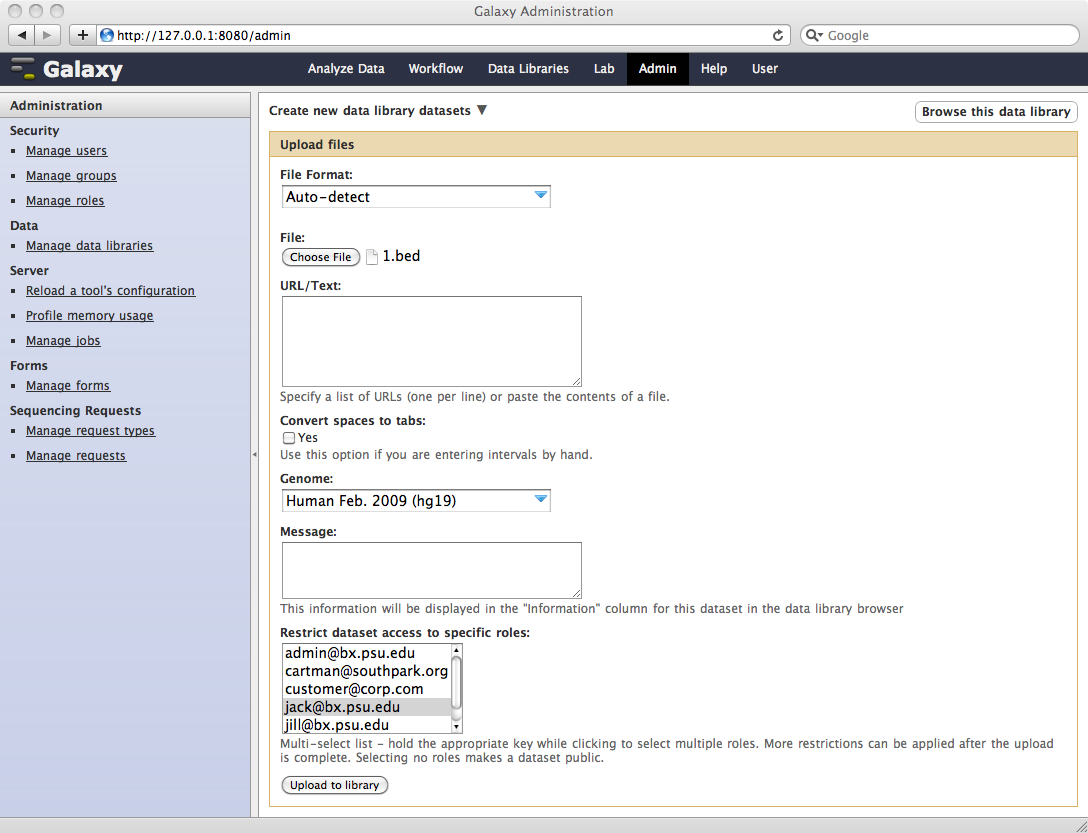 Galaxy Administration
http://127.0.0.1:8080/admin
Google
Galaxy
Analyze Data Workflow Data Libraries Lab Admin Help User
Administration
Security
Manage users
Manage groups
Manage roles
Data
Manage data libraries
Server
Reload a tool's configuration
Profile memory usage
Manage jobs
Forms
Manage forms
Sequencing Requests
Manage request types
Manage requests
Create new data library datasets
Browse this data library
Upload files
File Format:
Auto-detect
File:
Choose File 1.bed
URL/Text:
Specify a list of URLs (one per line) or paste the contents of a file.
Convert spaces to tabs:
Yes
Use this option if you are entering intervals by hand.
Genome:
Human Feb. 2009 (hg19)
Message:
This information will be displayed in the "Information" column for this dataset in the data library browser
Restrict dataset access to specific roles:
admin@bx.psu.edu
cartman@southpark.org
customer@corp.com
jack@bx.psu.edu
jill@bx.psu.edu
Multi-select list - hold the appropriate key while clicking to select multiple roles. More restrictions can be applied after the upload
is complete. Selecting no roles makes a dataset public.
Upload to library